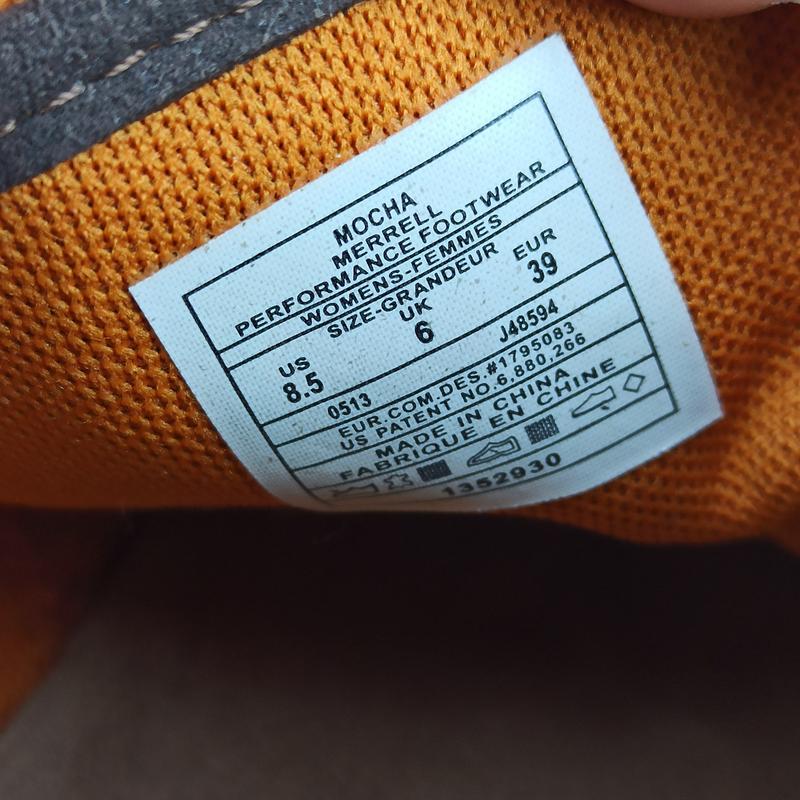 MOCHA
MERRELL
PERFORMANCE FOOTWEAR
WOMENS-FEMMES
SIZE-GRANDEUR
US UK EUR
8.5 6 39
0513 J48594
EUR.COM.DES.#1795083
US PATENT NO.6,880,266
MADE IN CHINA
FABRIQUE EN CHINE
1352930